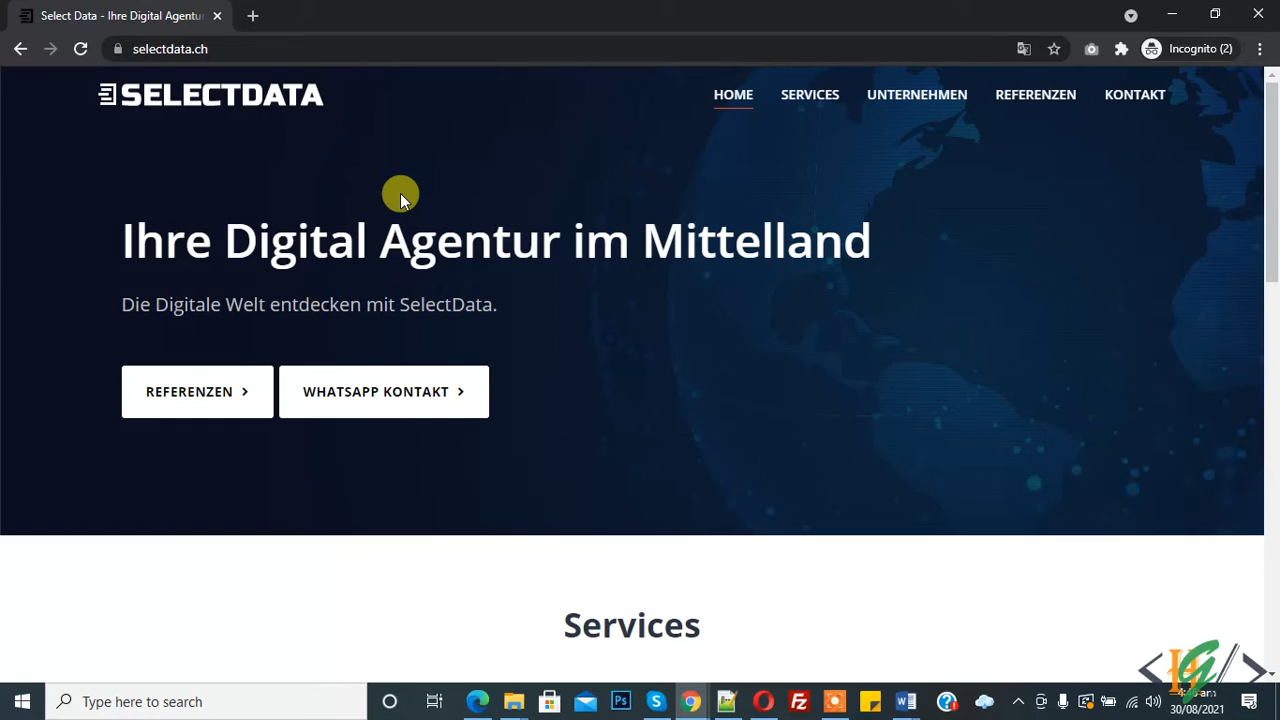 Select Data - Ihre Digital Agentur
selectdata.ch
Incognito (2)
SELECTDATA
HOME SERVICES UNTERNEHMEN REFERENZEN KONTAKT
Ihre Digital Agentur im Mittelland
Die Digitale Welt entdecken mit SelectData.
REFERENZEN WHATSAPP KONTAKT
Services
Type here to search
30/08/2021